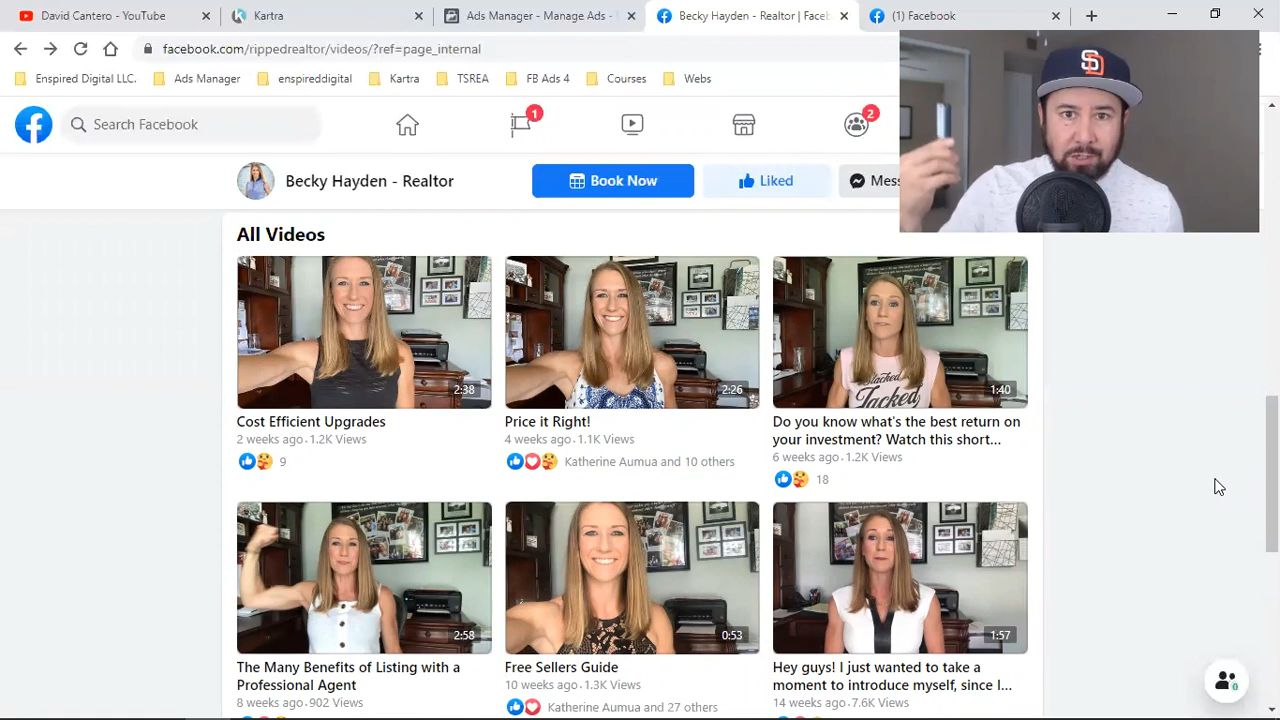 David Cantero - YouTube
Kartra
Ads Manager - Manage Ads -
Becky Hayden - Realtor | Faceb
(1) Facebook
facebook.com/rippedrealtor/videos/?ref=page_internal
Enspired Digital LLC.
Ads Manager
enspireddigital
Kartra
TSREA
FB Ads 4
Courses
Webs
Search Facebook
1
2
SD
Becky Hayden - Realtor
Book Now
Liked
Mess
All Videos
2:38
2:26
1:40
Stacked
Jacked
Cost Efficient Upgrades
2 weeks ago · 1.2K Views
9
Price it Right!
4 weeks ago · 1.1K Views
Katherine Aumua and 10 others
Do you know what's the best return on
your investment? Watch this short...
6 weeks ago · 1.2K Views
18
2:58
0:53
1:57
The Many Benefits of Listing with a
Professional Agent
8 weeks ago · 902 Views
Free Sellers Guide
10 weeks ago · 1.3K Views
Katherine Aumua and 27 others
Hey guys! I just wanted to take a
moment to introduce myself, since I...
14 weeks ago · 7.6K Views